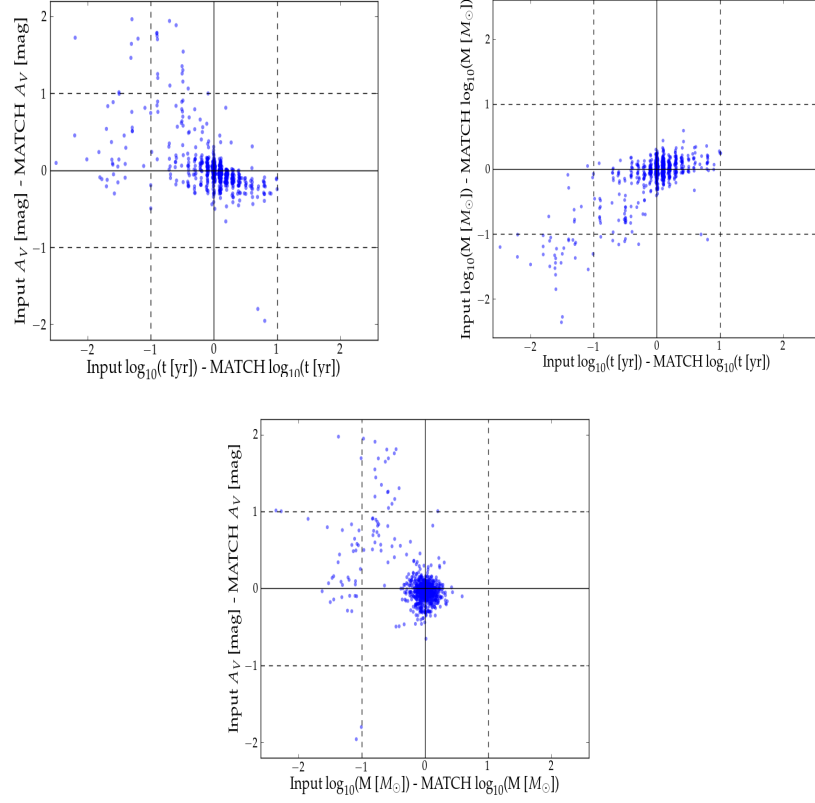 Input A_V [mag] - MATCH A_V [mag]
2
1
0
−1
−2
−2 −1 0 1 2
Input log₁₀(t [yr]) - MATCH log₁₀(t [yr])
Input log₁₀(M [M⊙]) - MATCH log₁₀(M [M⊙])
2
1
0
−1
−2
−2 −1 0 1 2
Input log₁₀(t [yr]) - MATCH log₁₀(t [yr])
Input A_V [mag] - MATCH A_V [mag]
2
1
0
−1
−2
−2 −1 0 1 2
Input log₁₀(M [M⊙]) - MATCH log₁₀(M [M⊙])